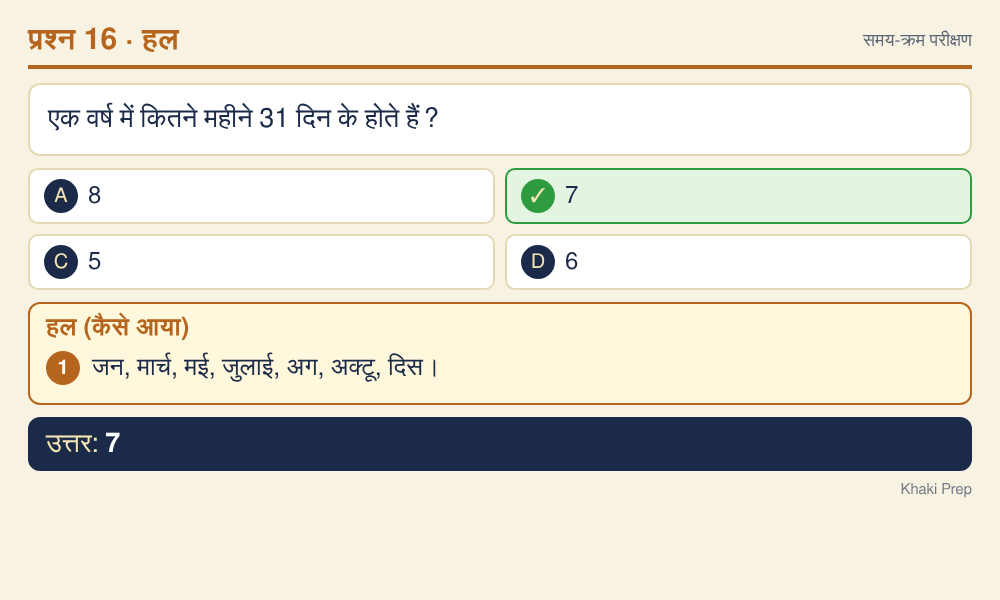 प्रश्न 16 · हल
समय-क्रम परीक्षण
एक वर्ष में कितने महीने 31 दिन के होते हैं ?
A 8
✓ 7
C 5
D 6
हल (कैसे आया)
1 जन, मार्च, मई, जुलाई, अग, अक्टू, दिस।
उत्तर: 7
Khaki Prep